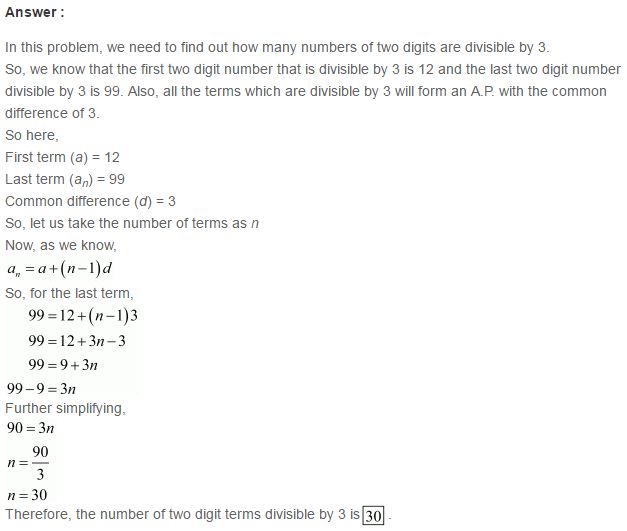 Answer :
In this problem, we need to find out how many numbers of two digits are divisible by 3.
So, we know that the first two digit number that is divisible by 3 is 12 and the last two digit number
divisible by 3 is 99. Also, all the terms which are divisible by 3 will form an A.P. with the common
difference of 3.
So here,
First term (a) = 12
Last term (aₙ) = 99
Common difference (d) = 3
So, let us take the number of terms as n
Now, as we know,
aₙ = a+(n−1)d
So, for the last term,
99 = 12+(n−1)3
99 = 12+3n−3
99 = 9+3n
99−9 = 3n
Further simplifying,
90 = 3n
n = 90/3
n = 30
Therefore, the number of two digit terms divisible by 3 is 30 .